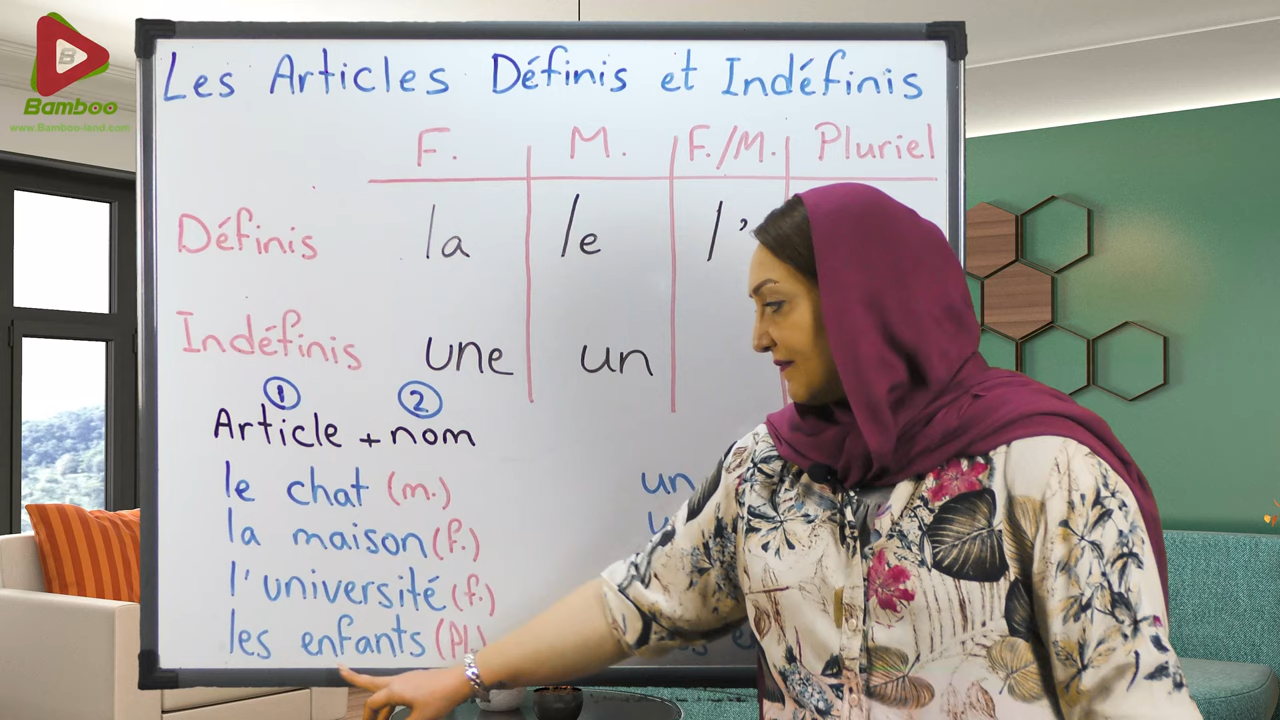 B
Bamboo
www.Bamboo-land.com
Les Articles Définis et Indéfinis
F. M. F./M. Pluriel
Définis la le l'
Indéfinis une un
① ②
Article + nom
le chat (m.) un
la maison (f.)
l'université (f.)
les enfants (pl.)